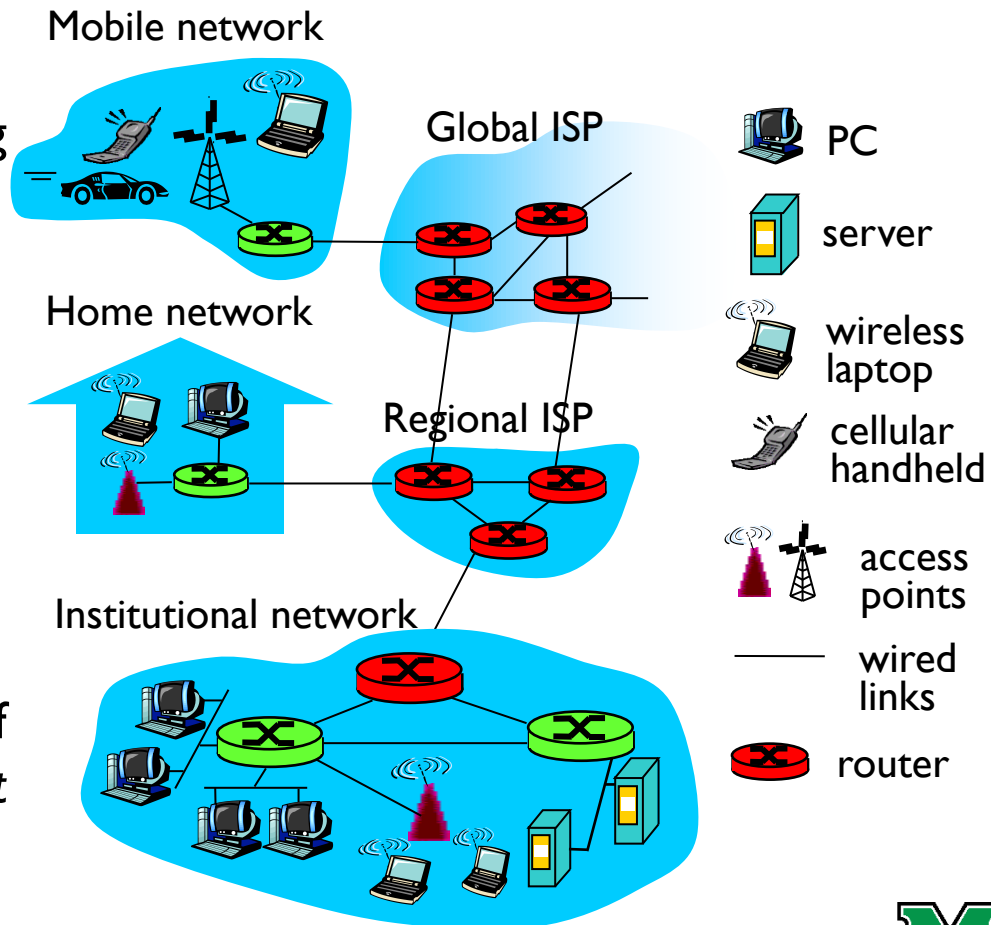 Mobile network
g
Global ISP
PC
server
Home network
wireless
laptop
Regional ISP
cellular
handheld
access
points
Institutional network
wired
links
f
t
router